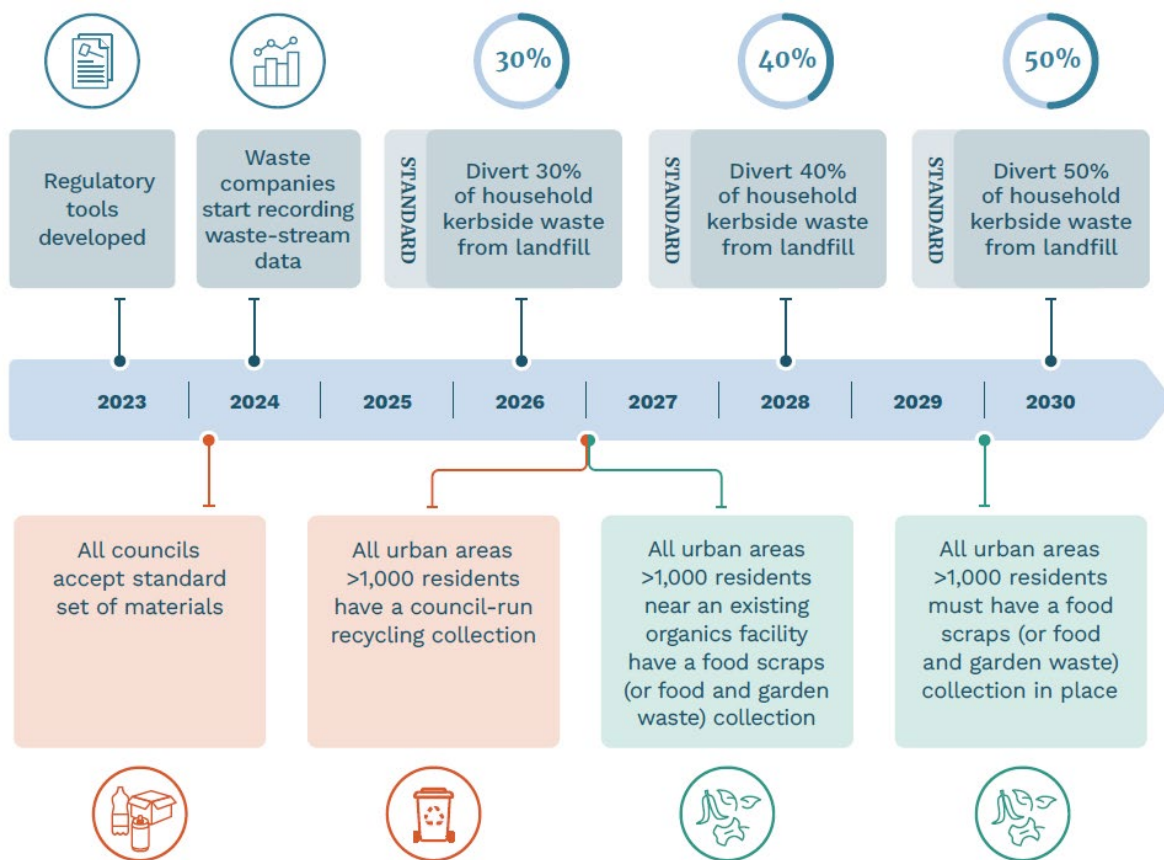 30%
40%
50%
Regulatory
tools
developed
Waste
companies
start recording
waste-stream
data
STANDARD
Divert 30%
of household
kerbside waste
from landfill
STANDARD
Divert 40%
of household
kerbside waste
from landfill
STANDARD
Divert 50%
of household
kerbside waste
from landfill
2023
2024
2025
2026
2027
2028
2029
2030
All councils
accept standard
set of materials
All urban areas
>1,000 residents
have a council-run
recycling collection
All urban areas
>1,000 residents
near an existing
organics facility
have a food scraps
(or food and garden
waste) collection
All urban areas
>1,000 residents
must have a food
scraps (or food
and garden waste)
collection in place